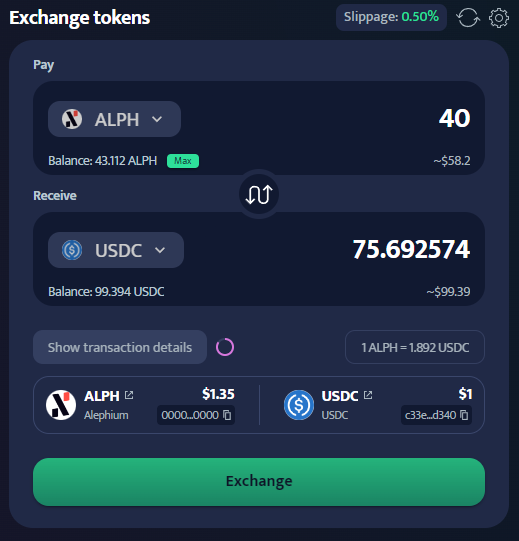 Exchange tokens
Slippage: 0.50%
Pay
ALPH
40
Balance: 43.112 ALPH
Max
~$58.2
Receive
USDC
75.692574
Balance: 99.394 USDC
~$99.39
Show transaction details
1 ALPH = 1.892 USDC
ALPH
$1.35
Alephium
0000...0000
USDC
$1
USDC
c33e...d340
Exchange